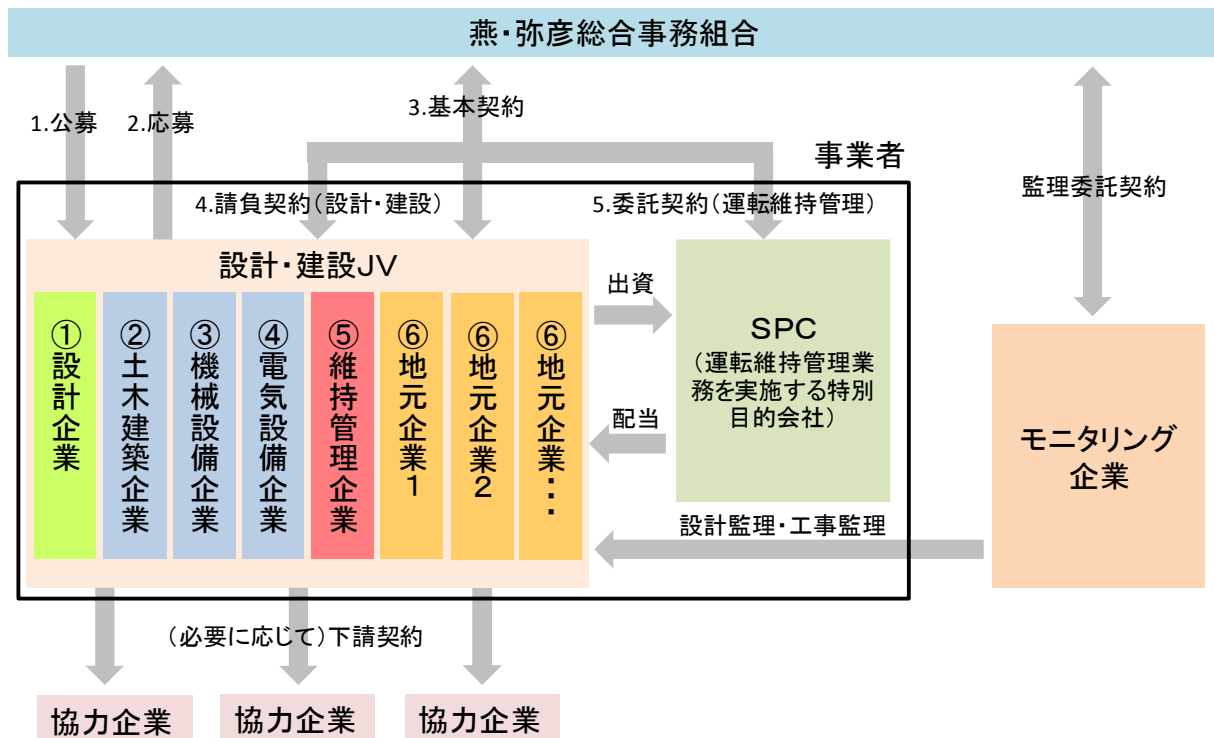 燕・弥彦総合事務組合
1.公募
2.応募
3.基本契約
事業者
監理委託契約
4.請負契約（設計・建設）
5.委託契約（運転維持管理）
設計・建設ＪＶ
①設計企業
②土木建築企業
③機械設備企業
④電気設備企業
⑤維持管理企業
⑥地元企業１
⑥地元企業２
⑥地元企業・・・
出資
配当
ＳＰＣ
（運転維持管理業
務を実施する特別
目的会社）
モニタリング
企業
設計監理・工事監理
（必要に応じて）下請契約
協力企業
協力企業
協力企業